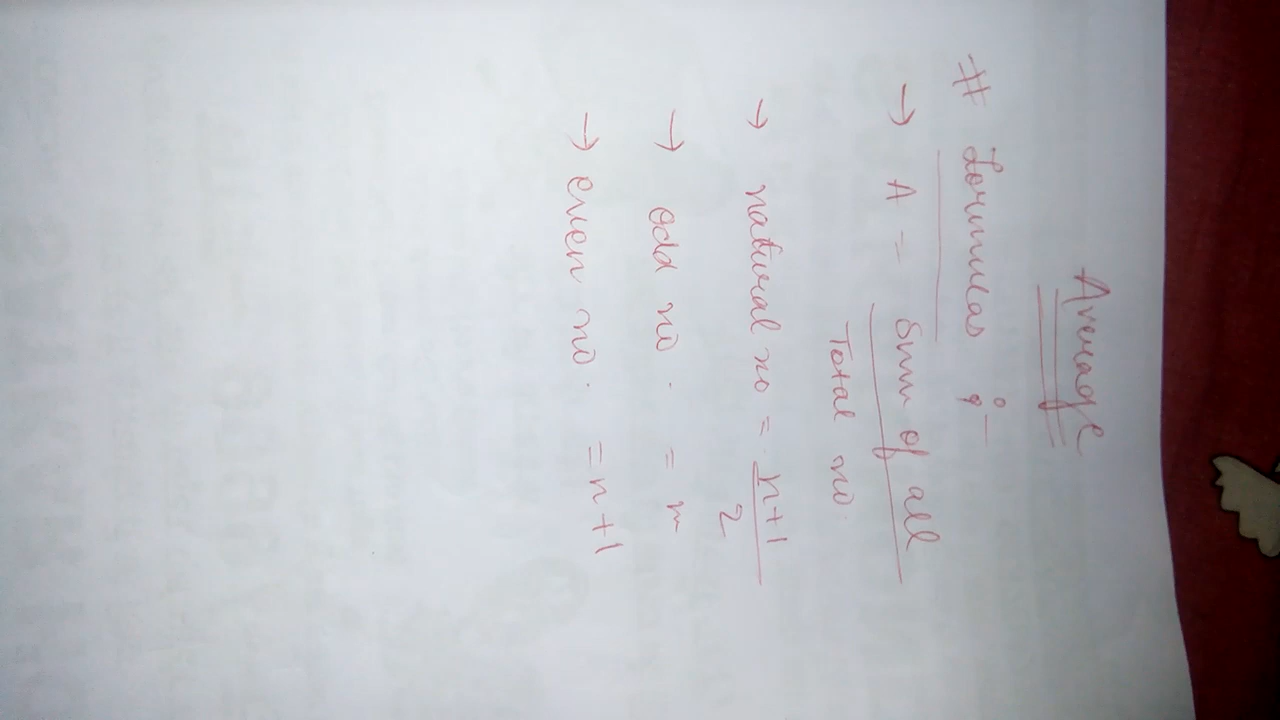 Average
# Formulas :-
→ A = Sum of all
Total no.
→ natural no = n+1
2
→ odd no. = n
→ even no. = n+1